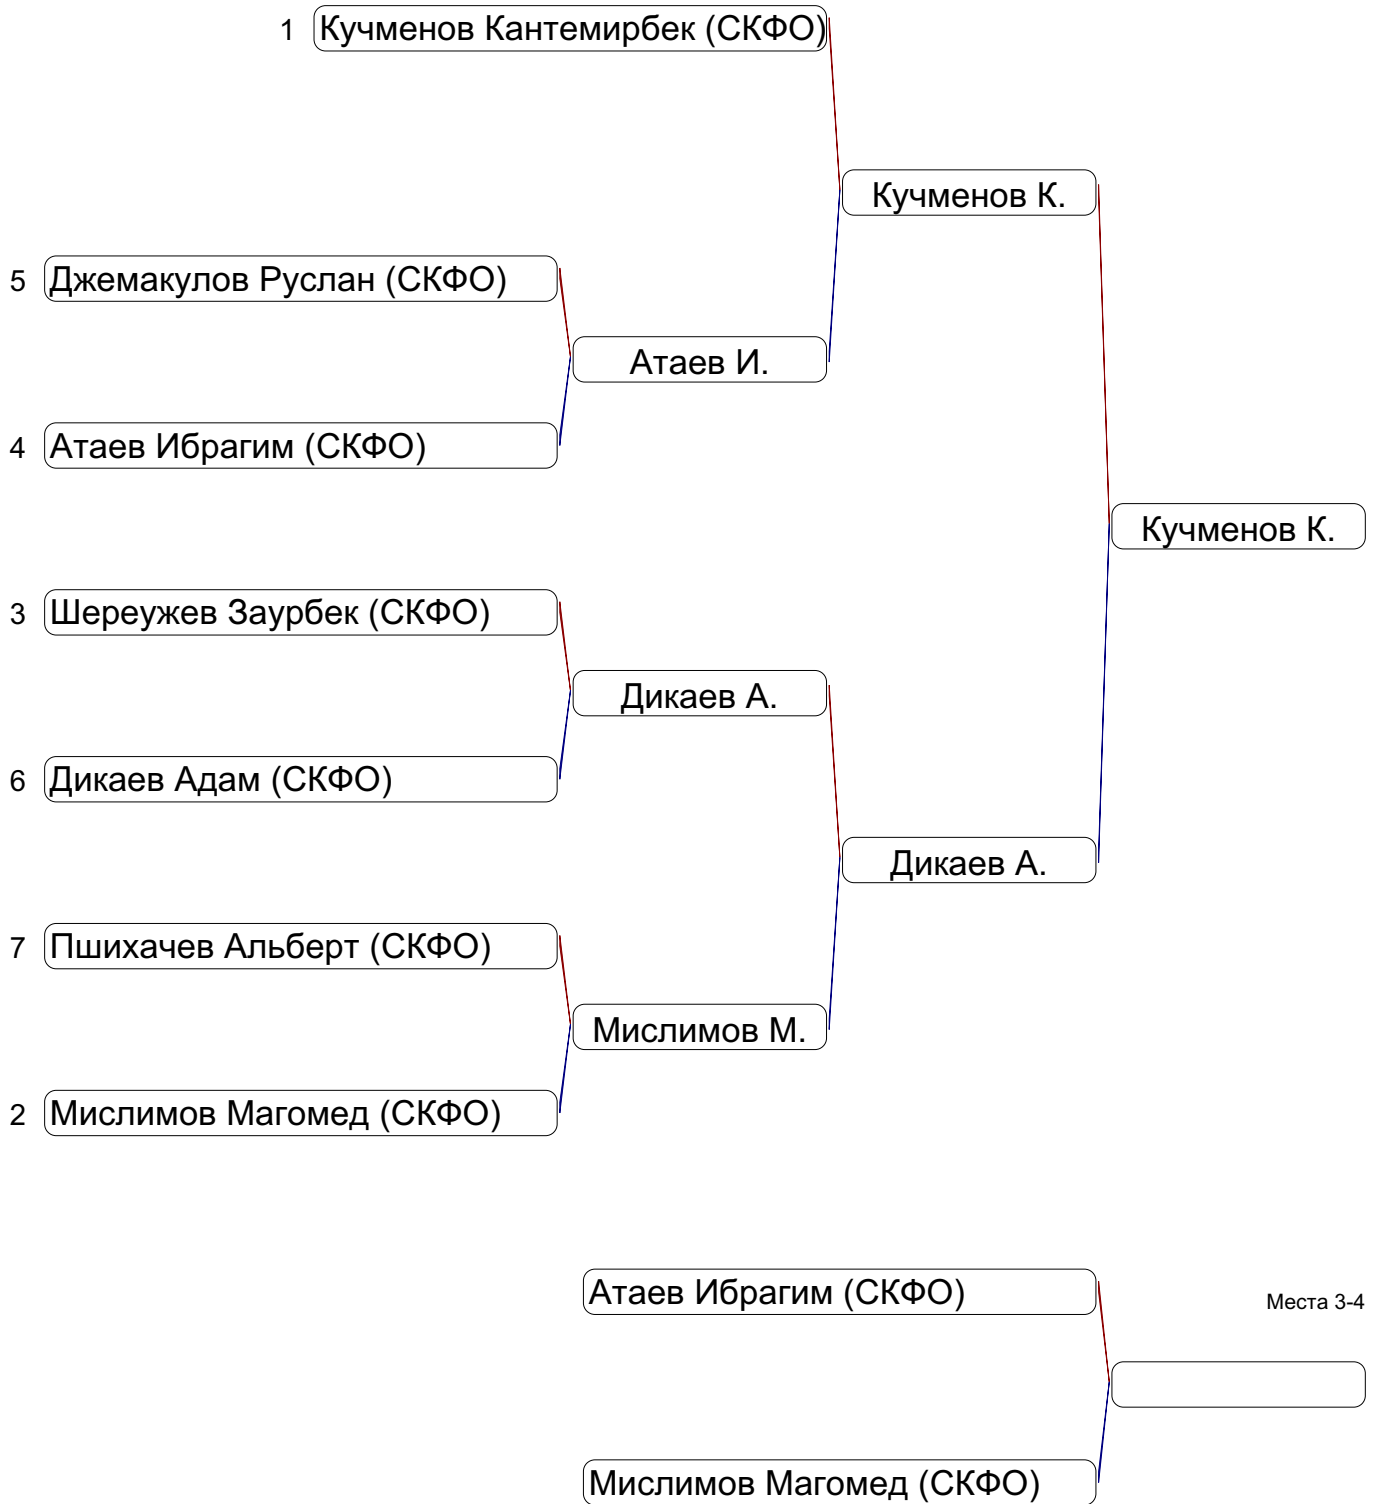 1 Кучменов Кантемирбек (СКФО)
Кучменов К.
5 Джемакулов Руслан (СКФО)
Атаев И.
4 Атаев Ибрагим (СКФО)
Кучменов К.
3 Шереужев Заурбек (СКФО)
Дикаев А.
6 Дикаев Адам (СКФО)
Дикаев А.
7 Пшихачев Альберт (СКФО)
Мислимов М.
2 Мислимов Магомед (СКФО)
Атаев Ибрагим (СКФО)
Места 3-4
Мислимов Магомед (СКФО)